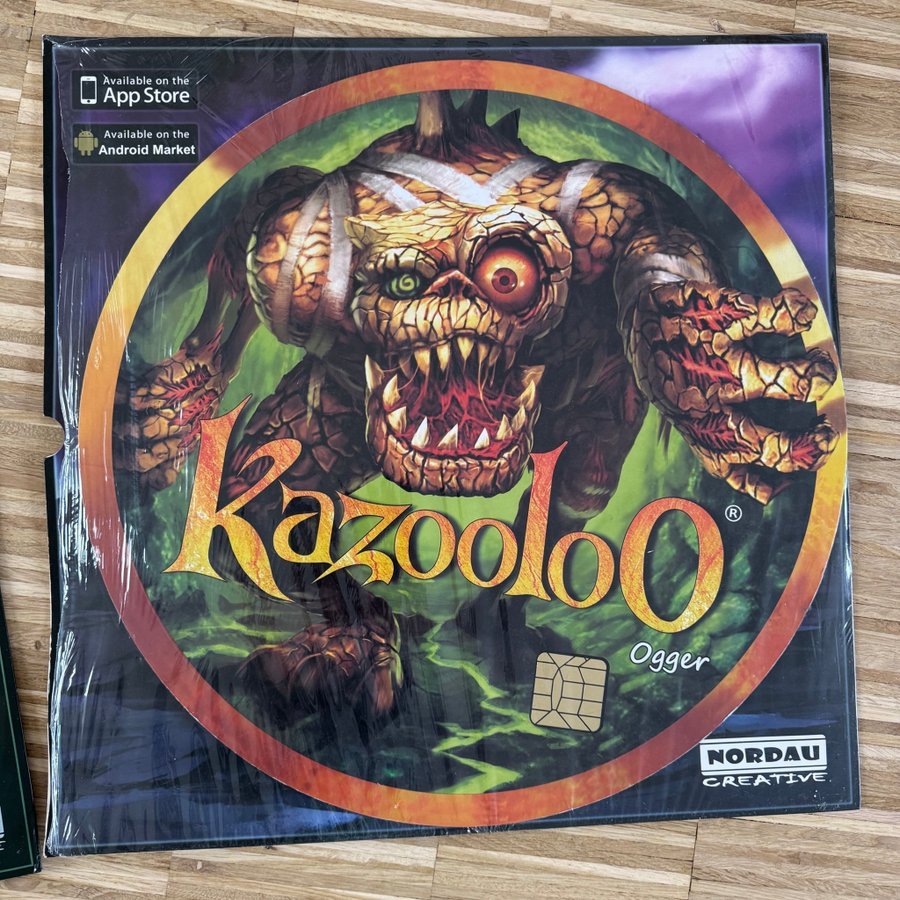 Available on the
App Store
Available on the
Android Market
KazooloO ®
Ogger
NORDAU
CREATIVE